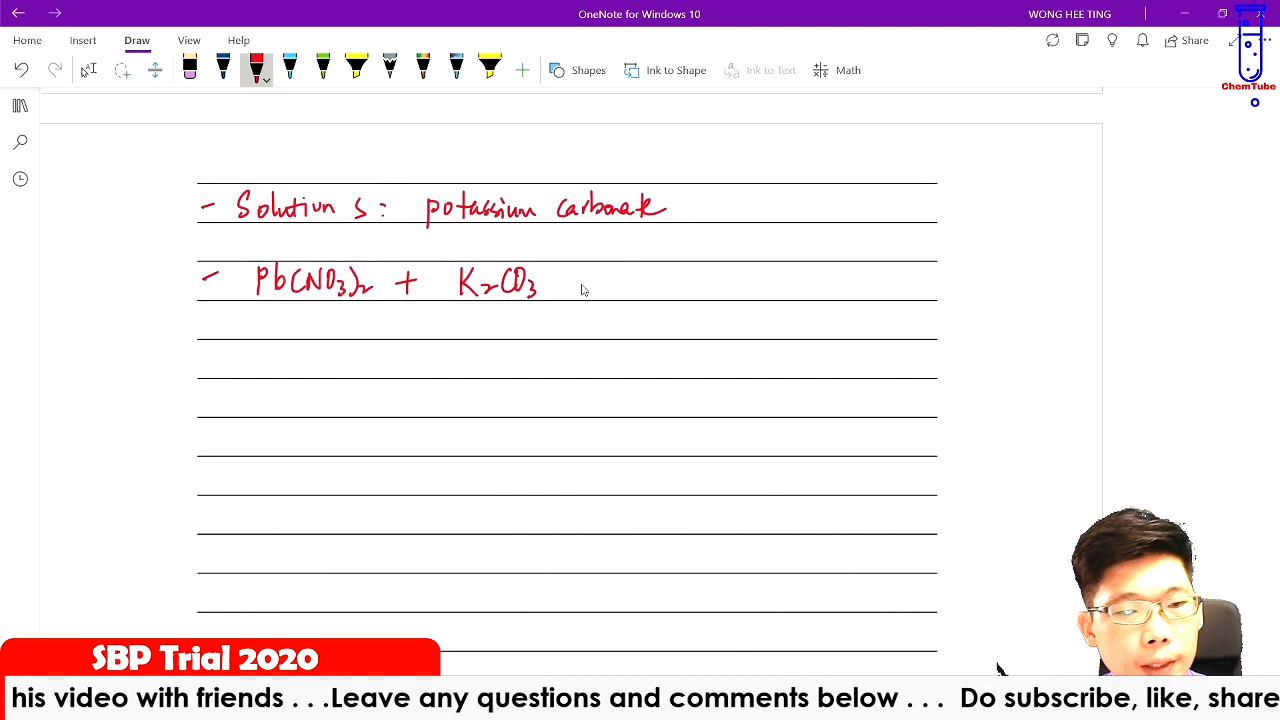 OneNote for Windows 10
WONG HEE TING
Home Insert Draw View Help
Share
Shapes Ink to Shape Ink to Text Math
ChemTube
- Solution S: potassium carbonate
- Pb(NO3)2 + K2CO3
SBP Trial 2020
his video with friends . . .Leave any questions and comments below . . . Do subscribe, like, share